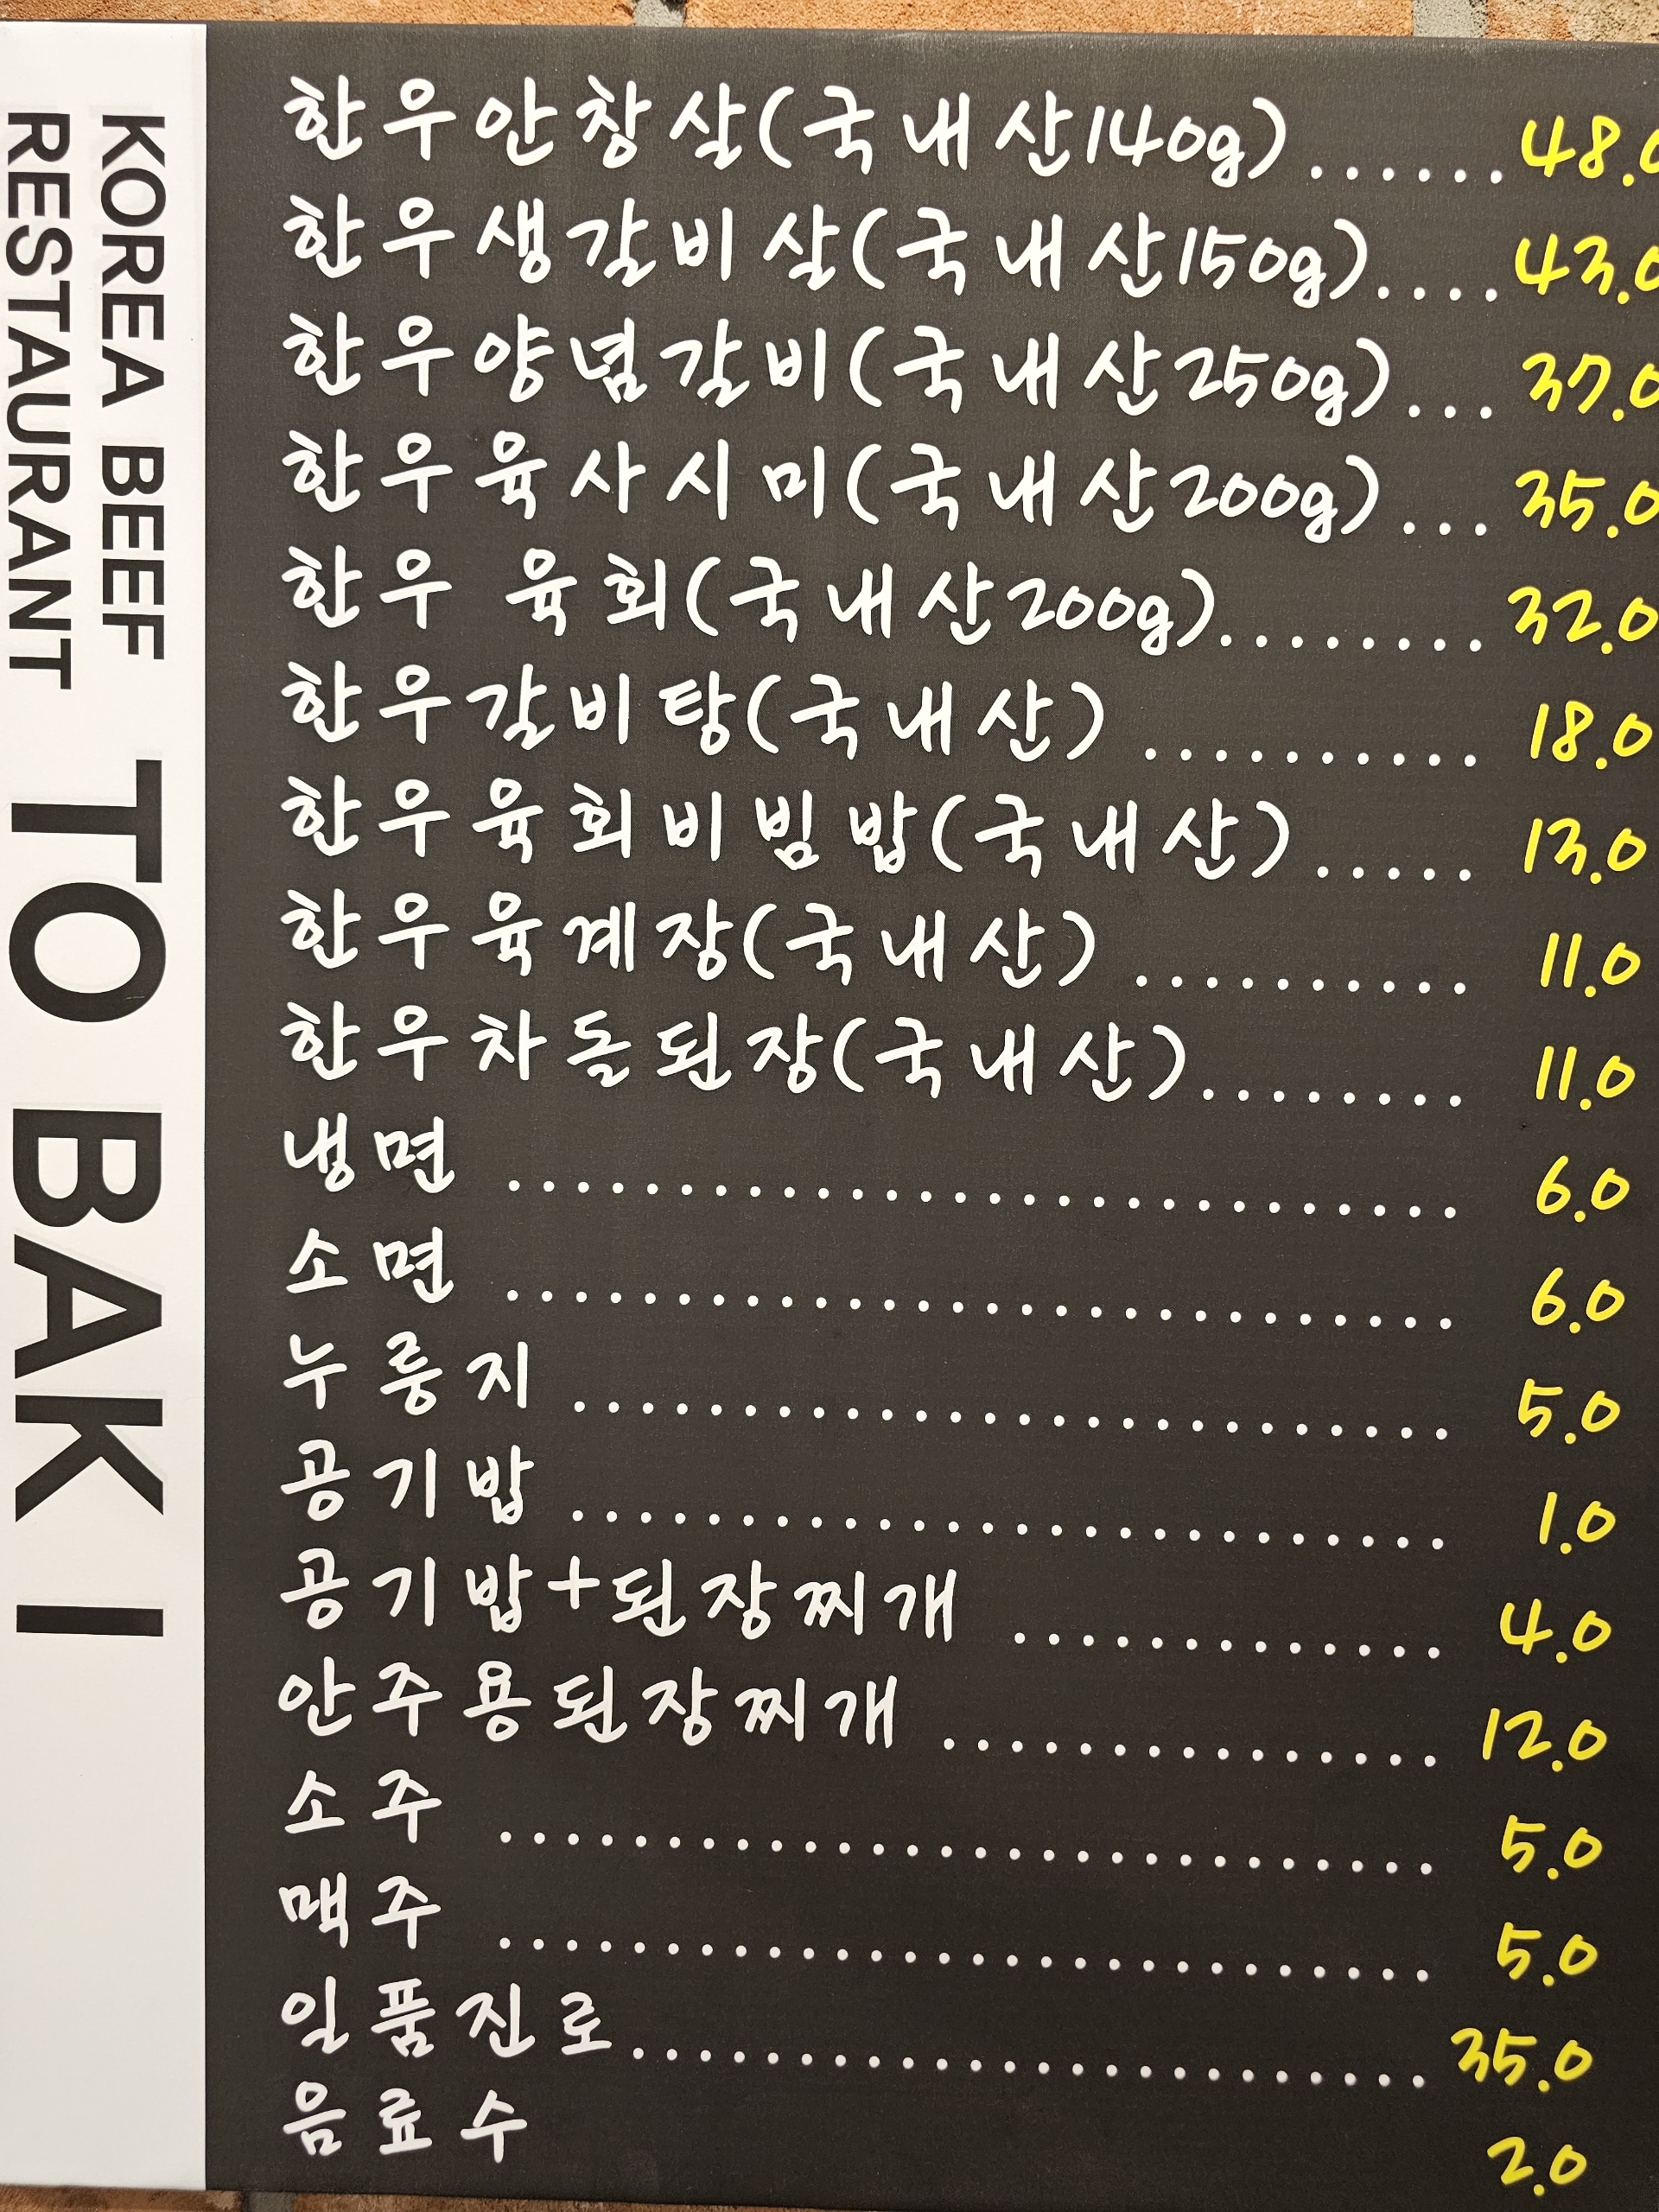 KOREA BEEF
RESTAURANT
TO BAK I
한우안창살(국내산140g)......48.0
한우생갈비살(국내산150g)....43.0
한우양념갈비(국내산250g)...37.0
한우육사시미(국내산200g)...35.0
한우 육회(국내산200g)........32.0
한우갈비탕(국내산)..........18.0
한우육회비빔밥(국내산).....13.0
한우육계장(국내산)..........11.0
한우차돌된장(국내산)........11.0
냉면............................6.0
소면............................6.0
누룽지..........................5.0
공기밥..........................1.0
공기밥+된장찌개.............4.0
안주용된장찌개...............12.0
소주............................5.0
맥주............................5.0
일품진로........................35.0
음료수 2.0